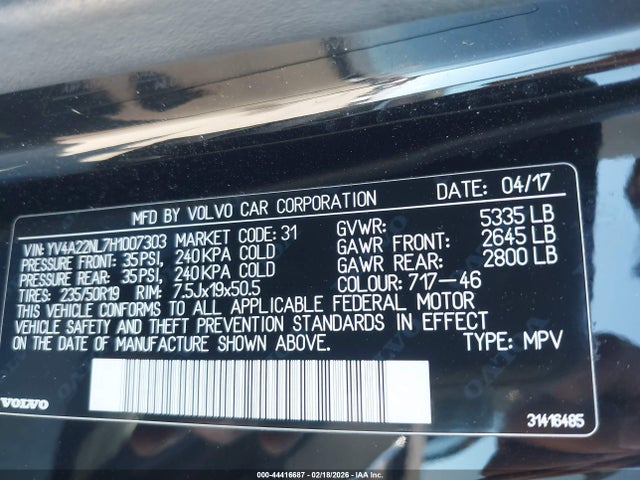 MFD BY VOLVO CAR CORPORATION DATE: 04/17
VIN: YV4A22NL7H1007303 MARKET CODE: 31 GVWR: 5335 LB
PRESSURE FRONT: 35PSI, 240KPA COLD GAWR FRONT: 2645 LB
PRESSURE REAR: 35PSI, 240KPA COLD GAWR REAR: 2800 LB
TIRES: 235/50R19 RIM: 7.5Jx19x50.5 COLOUR: 717-46
THIS VEHICLE CONFORMS TO ALL APPLICABLE FEDERAL MOTOR
VEHICLE SAFETY AND THEFT PREVENTION STANDARDS IN EFFECT
ON THE DATE OF MANUFACTURE SHOWN ABOVE. TYPE: MPV
VOLVO 31416485
000-44416687 - 02/18/2026 - IAA Inc.